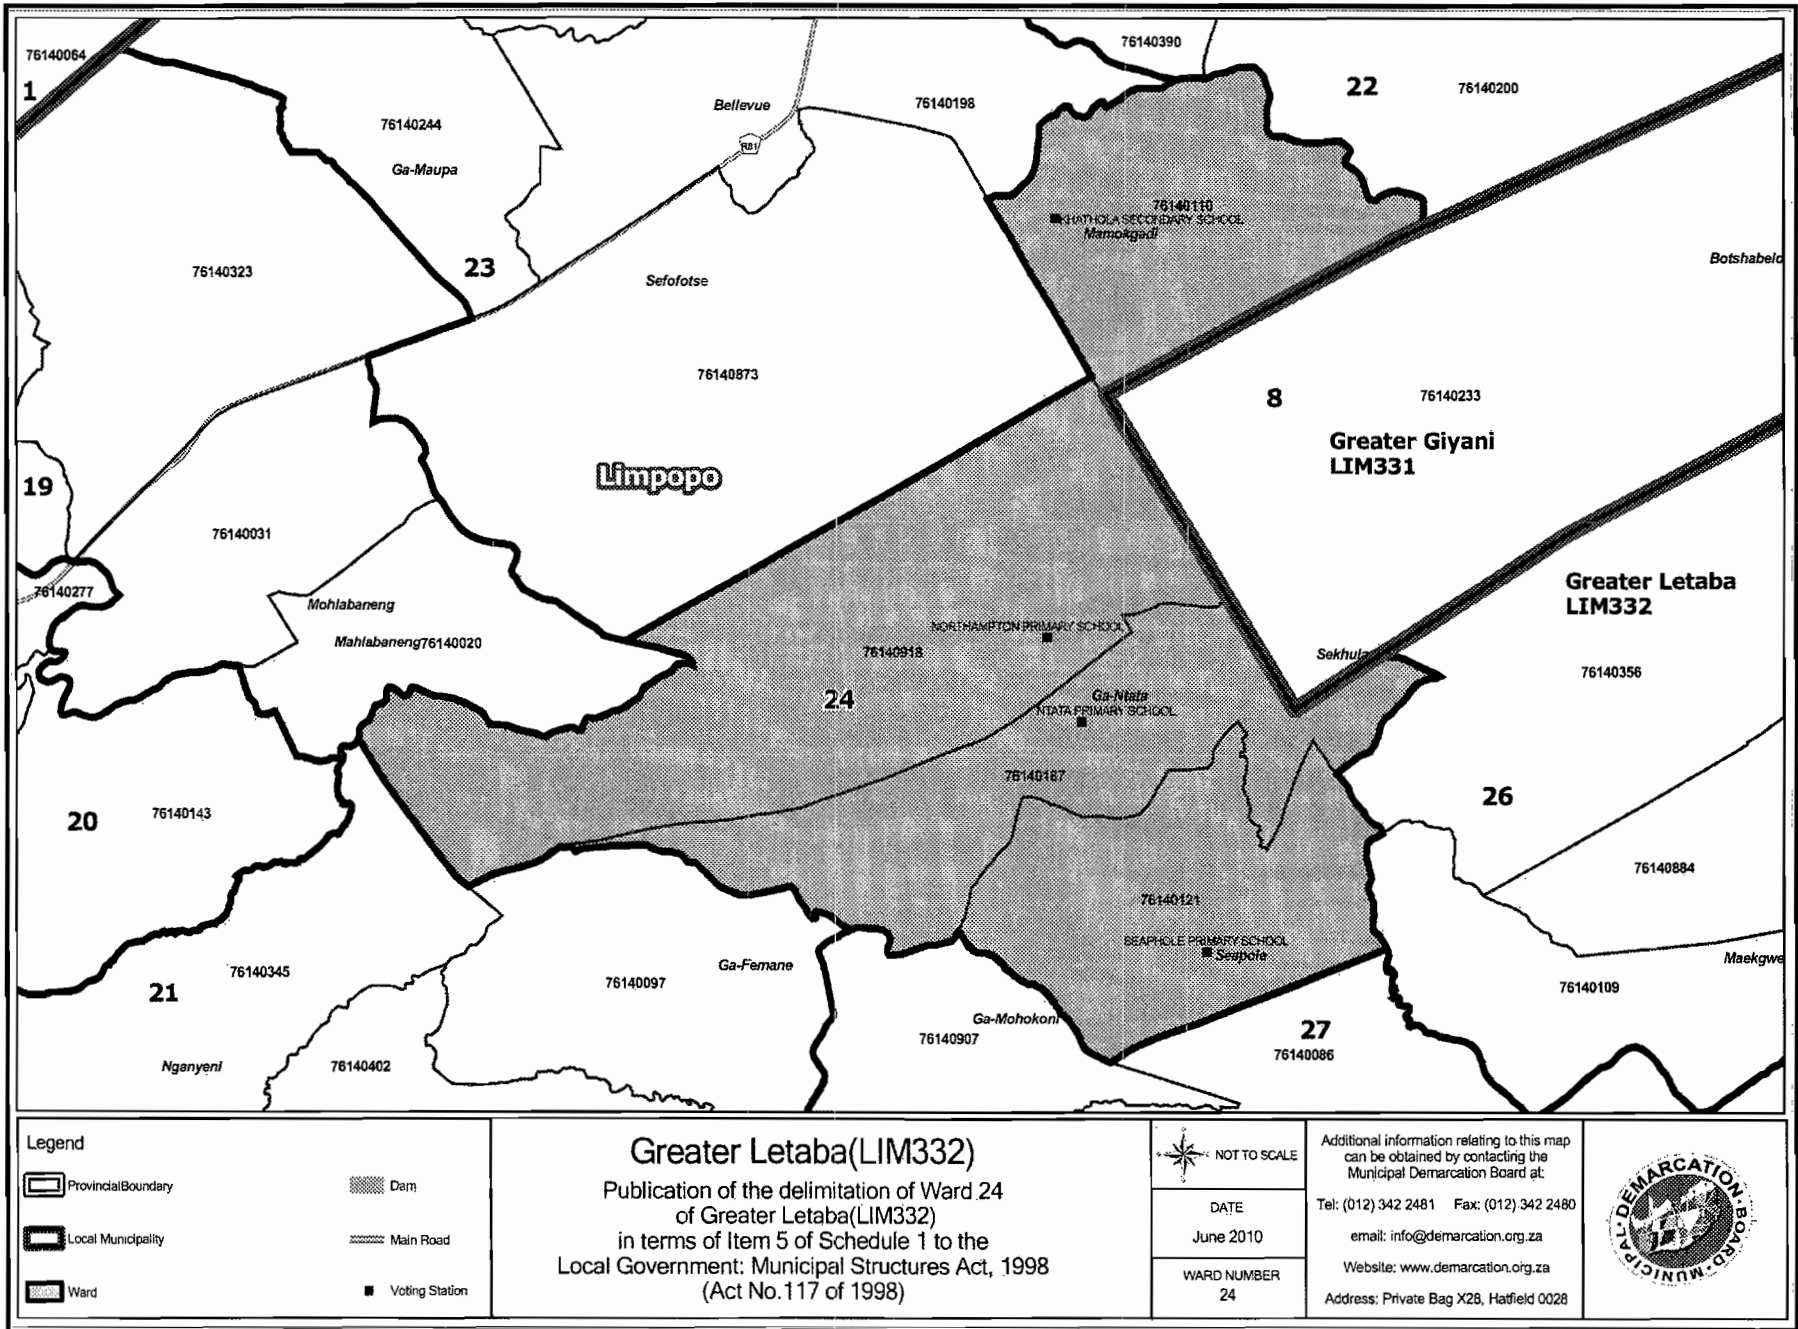 76140064
1
76140244
Ga-Maupa
76140323
23
Bellevue
R81
76140198
76140390
22
76140200
76140110
KHATHOLA SECONDARY SCHOOL
Mamokgadi
Botshabelo
Sefofotse
76140873
8
76140233
Greater Giyani
LIM331
Limpopo
19
76140031
76140277
Mohlabaneng
Mahlabaneng76140020
Greater Letaba
LIM332
NORTHAMPTON PRIMARY SCHOOL
76140918
Sekhula
76140356
24
Ga-Ntata
NTATA PRIMARY SCHOOL
76140187
26
20
76140143
76140884
76140121
SEAPHOLE PRIMARY SCHOOL
Seapole
Ga-Femane
76140097
21
76140345
Maekgwe
76140109
Ga-Mohokoni
76140907
27
76140086
Nganyeni
76140402
Legend
ProvincialBoundary
Local Municipality
Ward
Dam
Main Road
Voting Station
Greater Letaba(LIM332)
Publication of the delimitation of Ward 24
of Greater Letaba(LIM332)
in terms of Item 5 of Schedule 1 to the
Local Government: Municipal Structures Act, 1998
(Act No.117 of 1998)
NOT TO SCALE
DATE
June 2010
WARD NUMBER
24
Additional information relating to this map
can be obtained by contacting the
Municipal Demarcation Board at:
Tel: (012) 342 2481 Fax: (012) 342 2480
email: info@demarcation.org.za
Website: www.demarcation.org.za
Address: Private Bag X28, Hatfield 0028
MUNICIPAL DEMARCATION BOARD